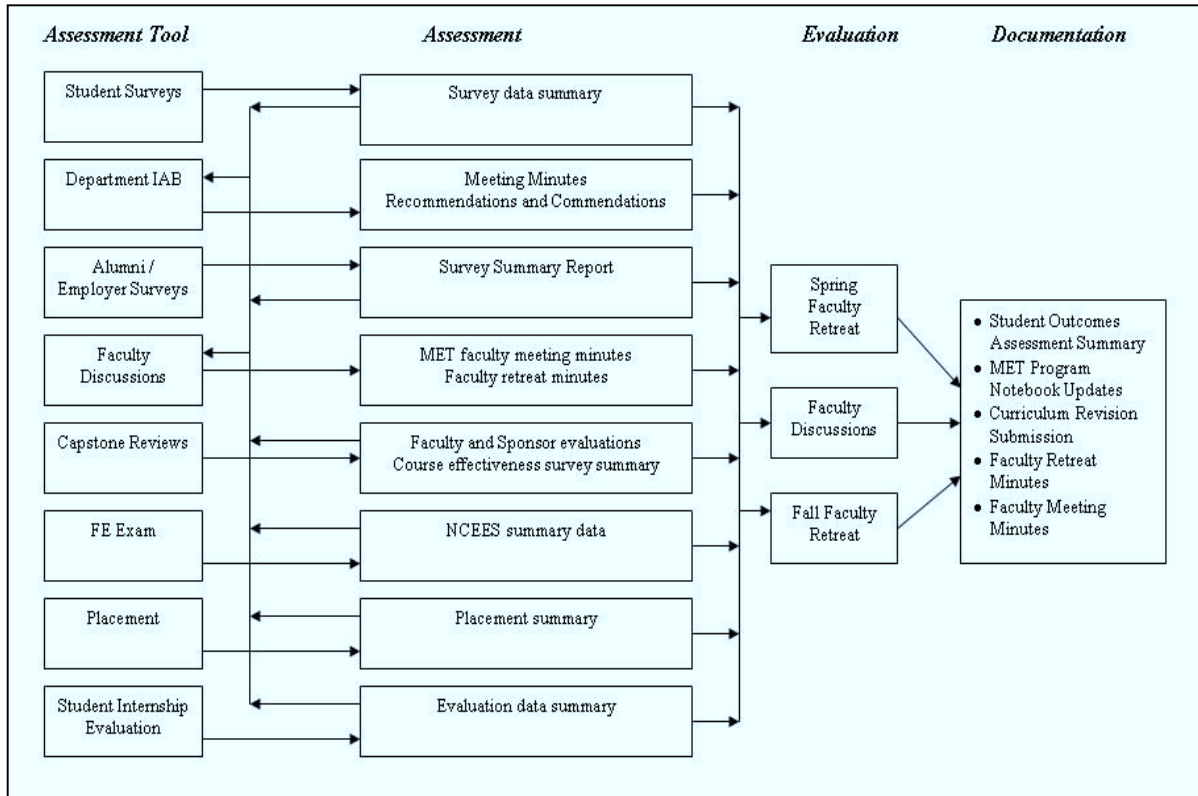 Assessment Tool
Assessment
Evaluation
Documentation
Student Surveys
Survey data summary
Department IAB
Meeting Minutes
Recommendations and Commendations
Alumni /
Employer Surveys
Survey Summary Report
Faculty
Discussions
MET faculty meeting minutes
Faculty retreat minutes
Capstone Reviews
Faculty and Sponsor evaluations
Course effectiveness survey summary
FE Exam
NCEES summary data
Placement
Placement summary
Student Internship
Evaluation
Evaluation data summary
Spring
Faculty
Retreat
Faculty
Discussions
Fall Faculty
Retreat
• Student Outcomes
Assessment Summary
• MET Program
Notebook Updates
• Curriculum Revision
Submission
• Faculty Retreat
Minutes
• Faculty Meeting
Minutes